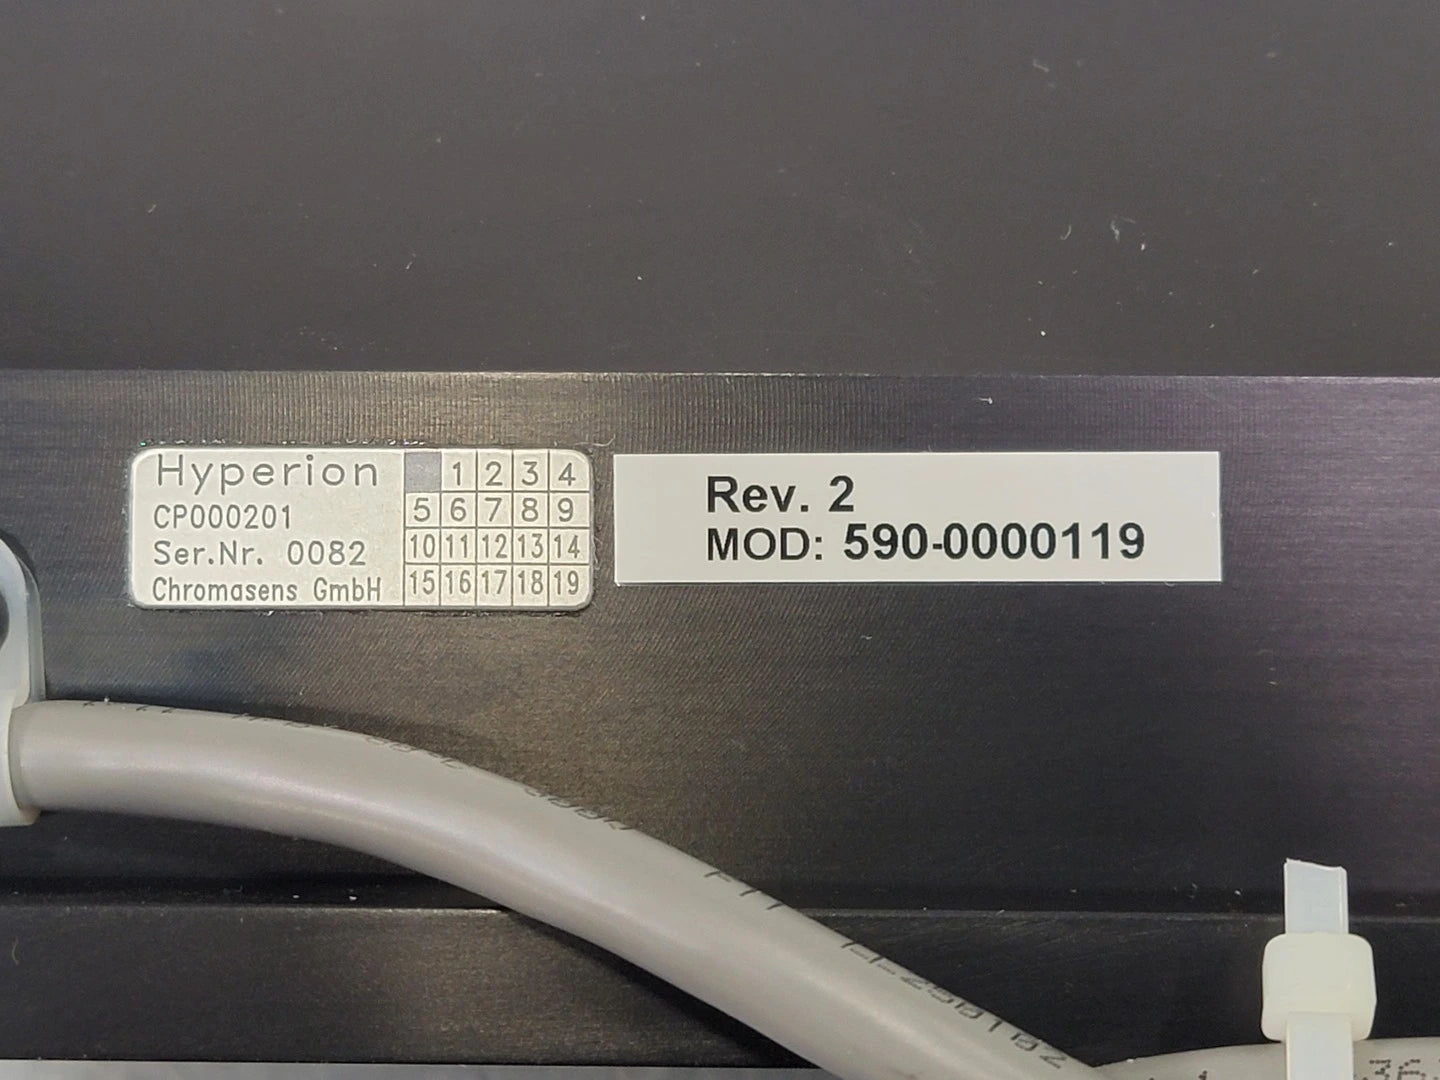 Hyperion
CP000201
Ser.Nr. 0082
Chromasens GmbH
1 2 3 4
5 6 7 8 9
10 11 12 13 14
15 16 17 18 19
Rev. 2
MOD: 590-0000119